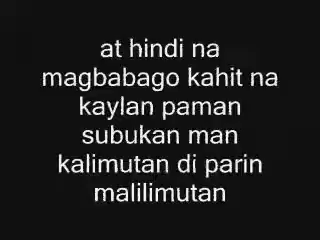 at hindi na
magbabago kahit na
kaylan paman
subukan man
kalimutan di parin
malilimutan